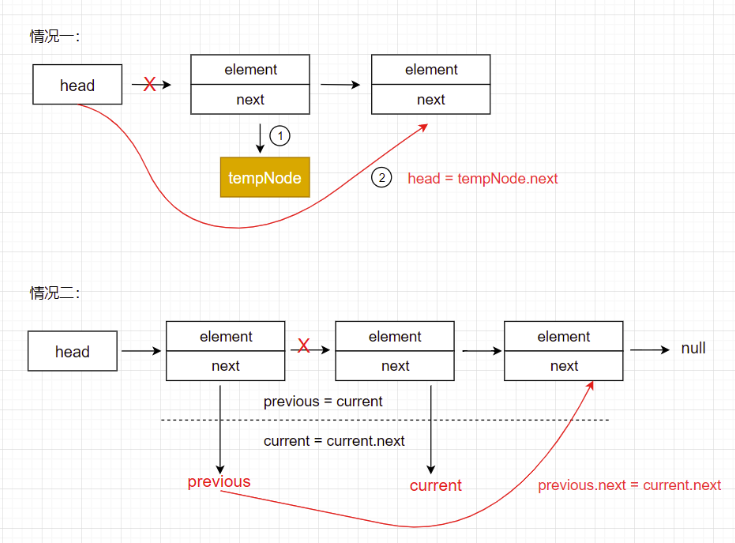 情况一：
head
X
element
next
element
next
①
tempNode
②
head = tempNode.next
情况二：
head
element
next
X
element
next
element
next
null
previous = current
current = current.next
previous
current
previous.next = current.next